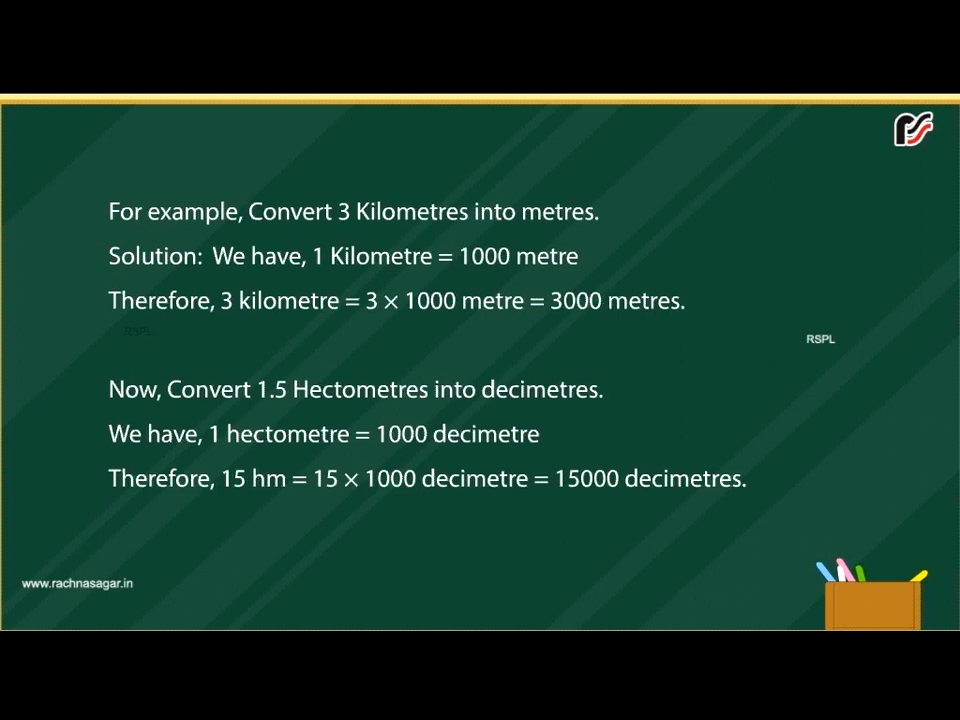 For example, Convert 3 Kilometres into metres.
Solution: We have, 1 Kilometre = 1000 metre
Therefore, 3 kilometre = 3 × 1000 metre = 3000 metres.
RSPL
RSPL
Now, Convert 1.5 Hectometres into decimetres.
We have, 1 hectometre = 1000 decimetre
Therefore, 15 hm = 15 × 1000 decimetre = 15000 decimetres.
www.rachnasagar.in